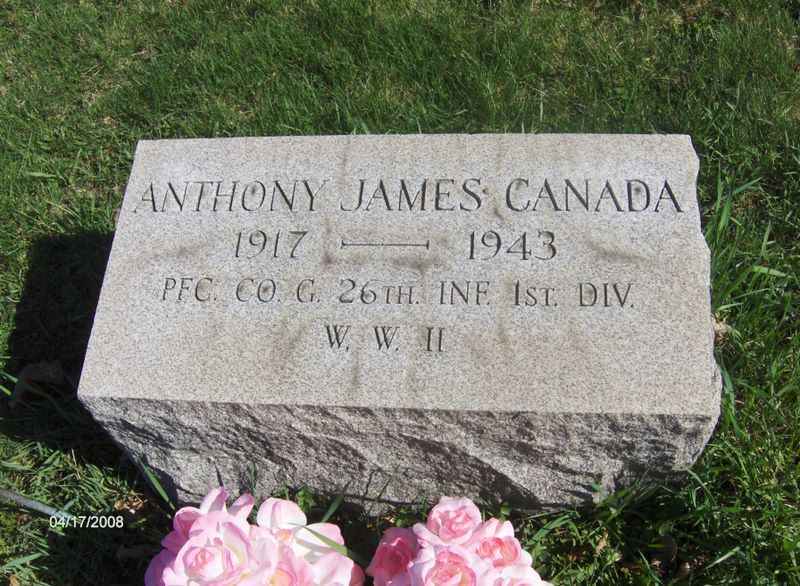 ANTHONY JAMES CANADA
1917 — 1943
PFC. CO. G. 26TH. INF. 1ST. DIV.
W. W. II
04/17/2008